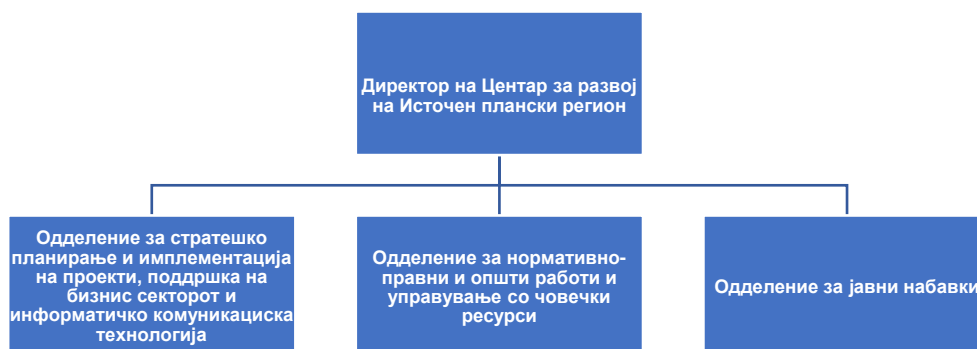 Директор на Центар за развој
на Источен плански регион
Одделение за стратешко
планирање и имплементација
на проекти, поддршка на
бизнис секторот и
информатичко комуникациска
технологија
Одделение за нормативно-
правни и општи работи и
управување со човечки
ресурси
Одделение за јавни набавки